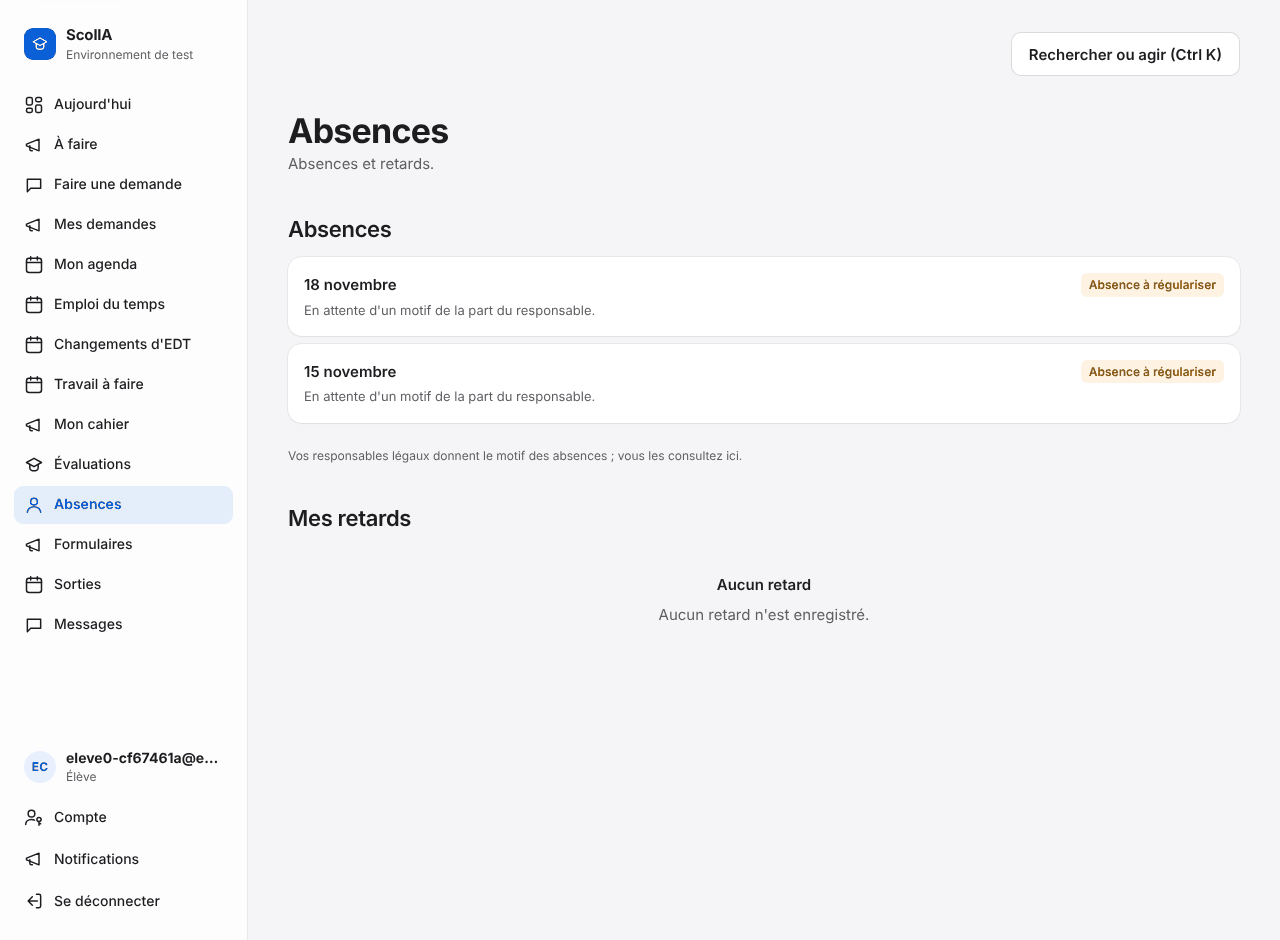 ScolIA
Environnement de test
Aujourd'hui
À faire
Faire une demande
Mes demandes
Mon agenda
Emploi du temps
Changements d'EDT
Travail à faire
Mon cahier
Évaluations
Absences
Formulaires
Sorties
Messages
EC
eleve0-cf67461a@e...
Élève
Compte
Notifications
Se déconnecter
Rechercher ou agir (Ctrl K)
Absences
Absences et retards.
Absences
18 novembre
Absence à régulariser
En attente d'un motif de la part du responsable.
15 novembre
Absence à régulariser
En attente d'un motif de la part du responsable.
Vos responsables légaux donnent le motif des absences ; vous les consultez ici.
Mes retards
Aucun retard
Aucun retard n'est enregistré.